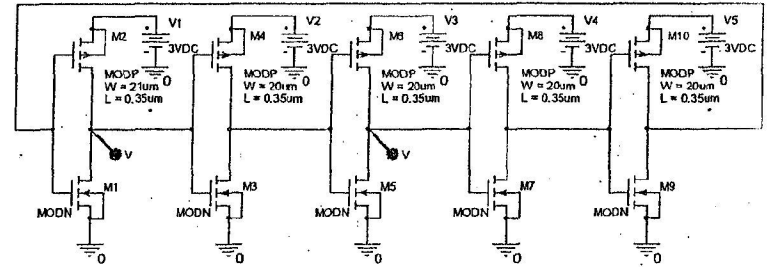 M2
V1
3VDC
0
MODP
W = 21um
L = 0.35um
V
M1
MODN
0
M4
V2
3VDC
0
MODP
W = 20um
L = 0.35um
M3
MODN
0
M6
V3
3VDC
0
MODP
W = 20um
L = 0.35um
V
M5
MODN
0
M8
V4
3VDC
0
MODP
W = 20um
L = 0.35um
M7
MODN
0
M10
V5
3VDC
0
MODP
W = 20um
L = 0.35um
M9
MODN
0